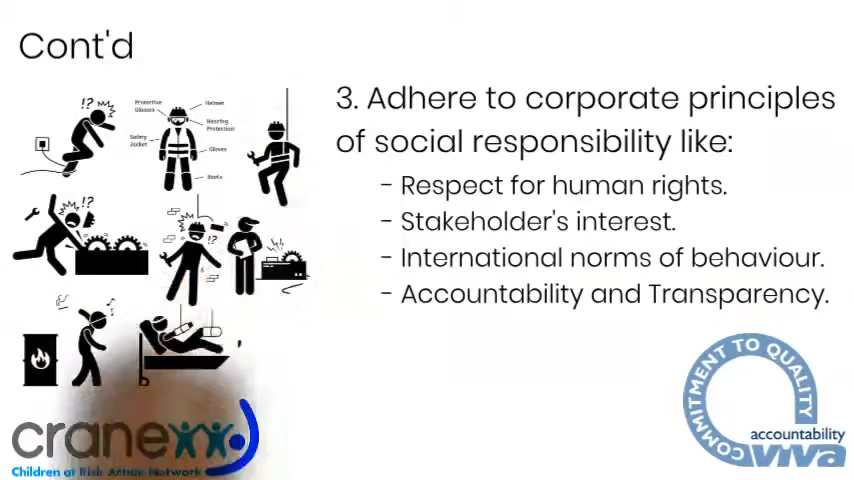 Cont'd
3. Adhere to corporate principles
of social responsibility like:
- Respect for human rights.
- Stakeholder's interest.
- International norms of behaviour.
- Accountability and Transparency.
!?
Protective
Glasses
Helmet
Hearing
Protection
Safety
Jacket
Gloves
Boots
!?
!?
COMMITMENT TO QUALITY
accountability
viva
crane
Children at Risk Action Network